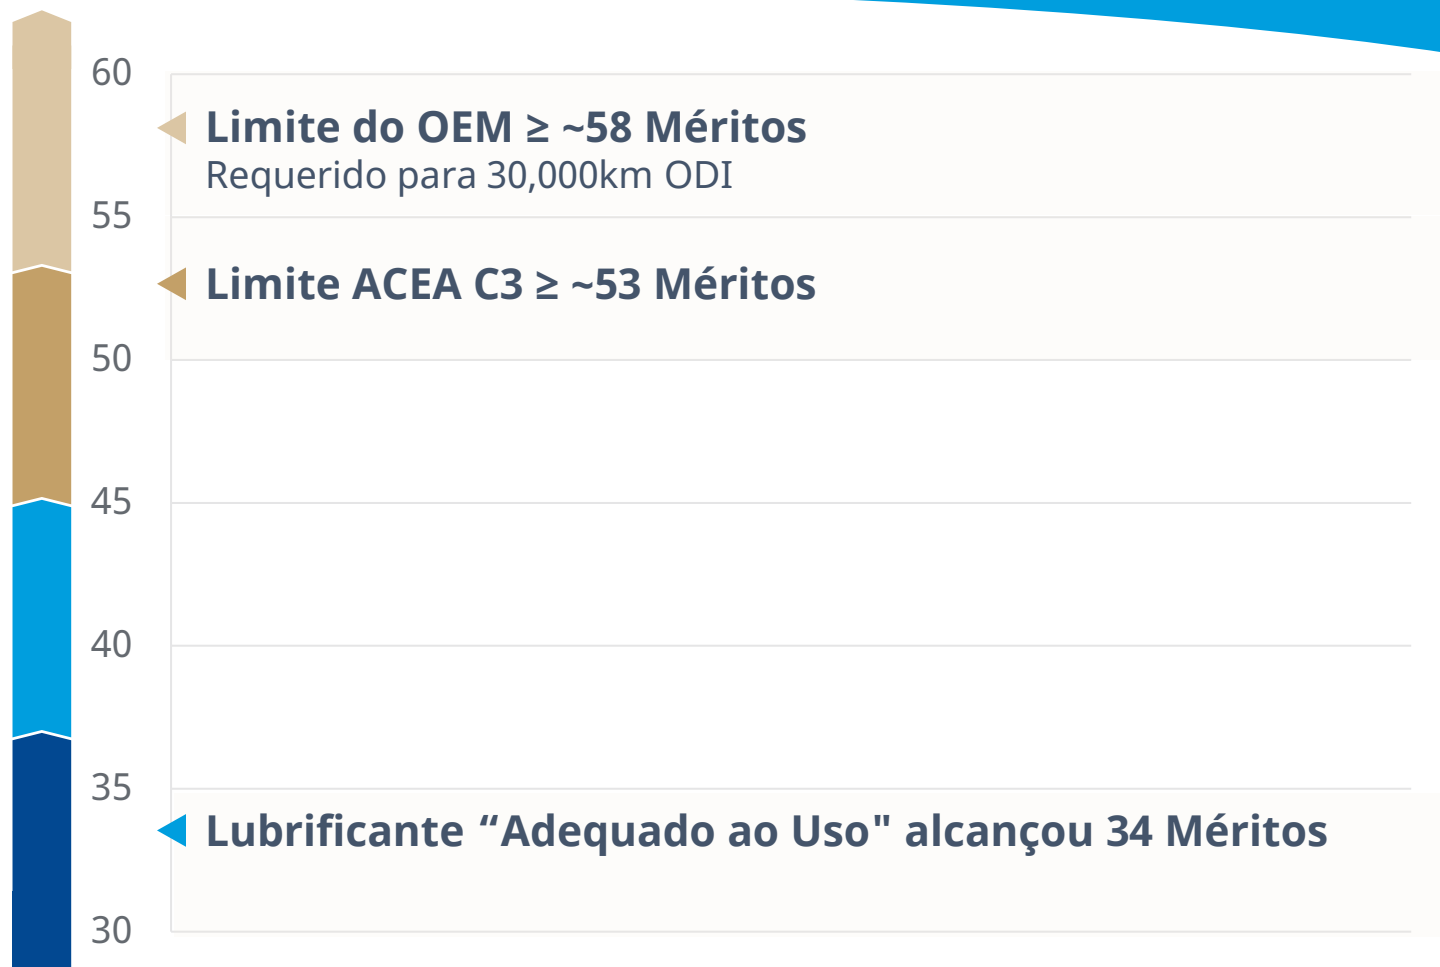 60
Limite do OEM ≥ ~58 Méritos
Requerido para 30,000km ODI
55
Limite ACEA C3 ≥ ~53 Méritos
50
45
40
35
Lubrificante “Adequado ao Uso" alcançou 34 Méritos
30